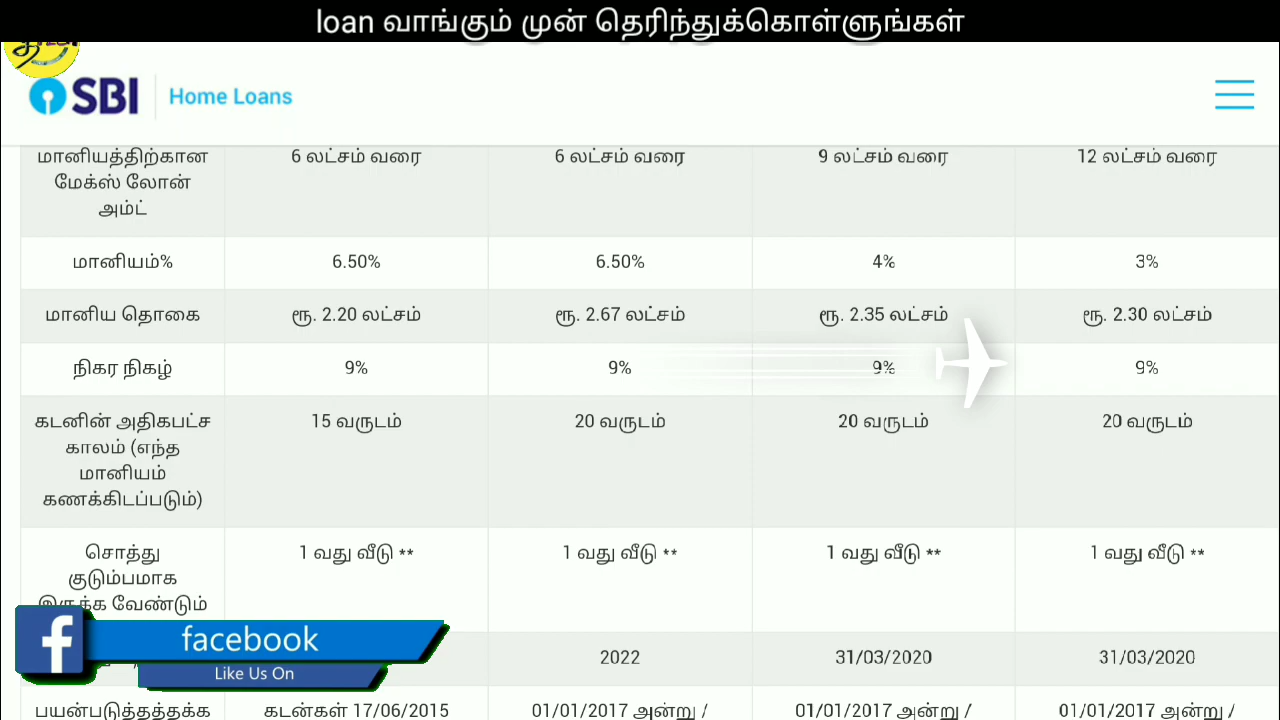 loan வாங்கும் முன் தெரிந்துக்கொள்ளுங்கள்
SBI Home Loans
மானியத்திற்கான மேக்ஸ் லோன் அம்ட் 6 லட்சம் வரை 6 லட்சம் வரை 9 லட்சம் வரை 12 லட்சம் வரை
மானியம்% 6.50% 6.50% 4% 3%
மானிய தொகை ரூ. 2.20 லட்சம் ரூ. 2.67 லட்சம் ரூ. 2.35 லட்சம் ரூ. 2.30 லட்சம்
நிகர நிகழ் 9% 9% 9% 9%
கடனின் அதிகபட்ச காலம் (எந்த மானியம் கணக்கிடப்படும்) 15 வருடம் 20 வருடம் 20 வருடம் 20 வருடம்
சொத்து குடும்பமாக இருக்க வேண்டும் 1 வது வீடு ** 1 வது வீடு ** 1 வது வீடு ** 1 வது வீடு **
2022 31/03/2020 31/03/2020
facebook
Like Us On
பயன்படுத்தத்தக்க கடன்கள் 17/06/2015 01/01/2017 அன்று / 01/01/2017 அன்று / 01/01/2017 அன்று /